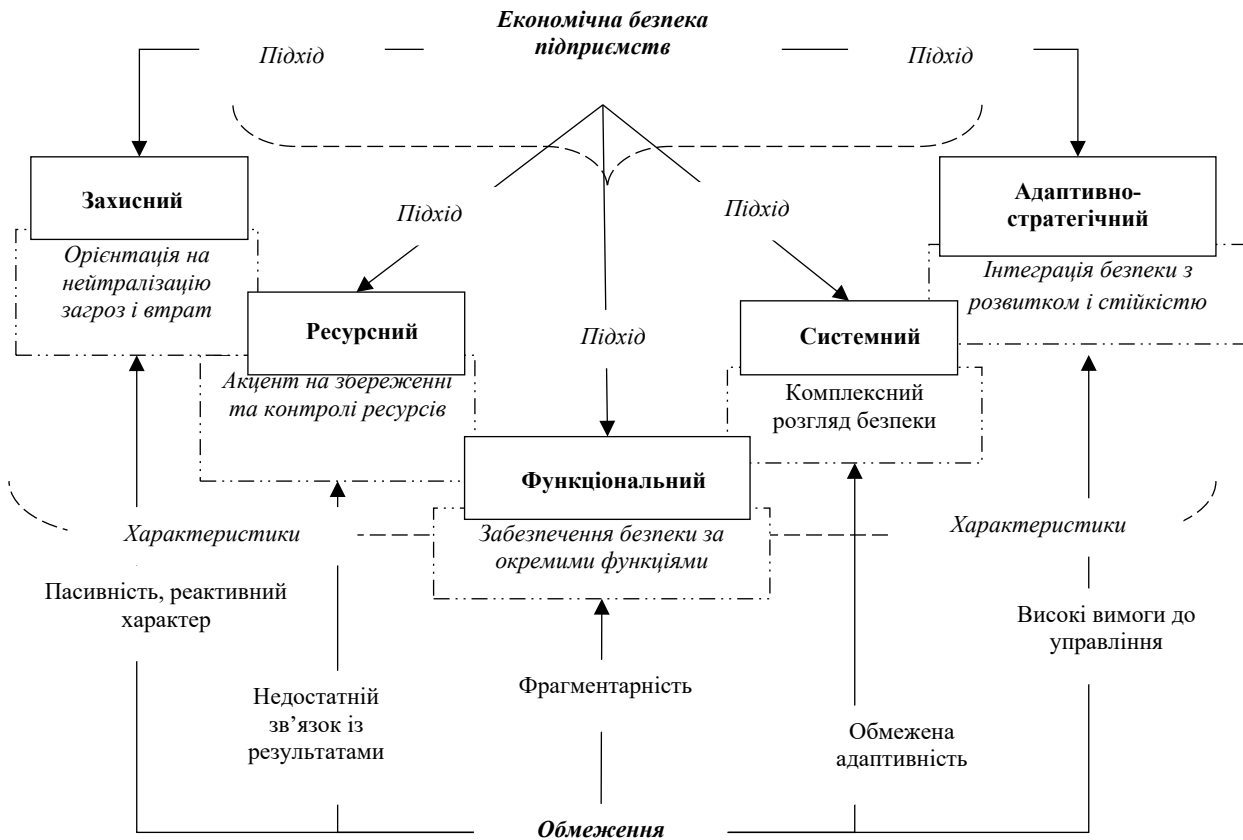 Економічна безпека
підприємств
Підхід
Підхід
Захисний
Адаптивно-
стратегічний
Підхід
Підхід
Орієнтація на
нейтралізацію
загроз і втрат
Інтеграція безпеки з
розвитком і стійкістю
Ресурсний
Підхід
Системний
Акцент на збереженні
та контролі ресурсів
Комплексний
розгляд безпеки
Функціональний
Характеристики
Забезпечення безпеки за
окремими функціями
Характеристики
Пасивність, реактивний
характер
Високі вимоги до
управління
Недостатній
зв’язок із
результатами
Фрагментарність
Обмежена
адаптивність
Обмеження